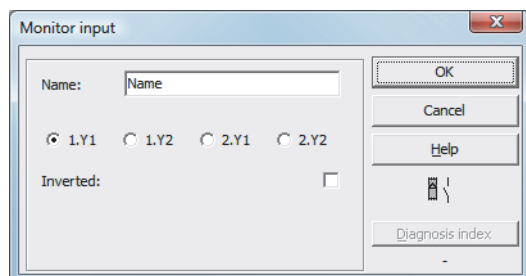 Monitor input
Name: Name
OK
Cancel
1.Y1 1.Y2 2.Y1 2.Y2
Help
Inverted:
Diagnosis index
-